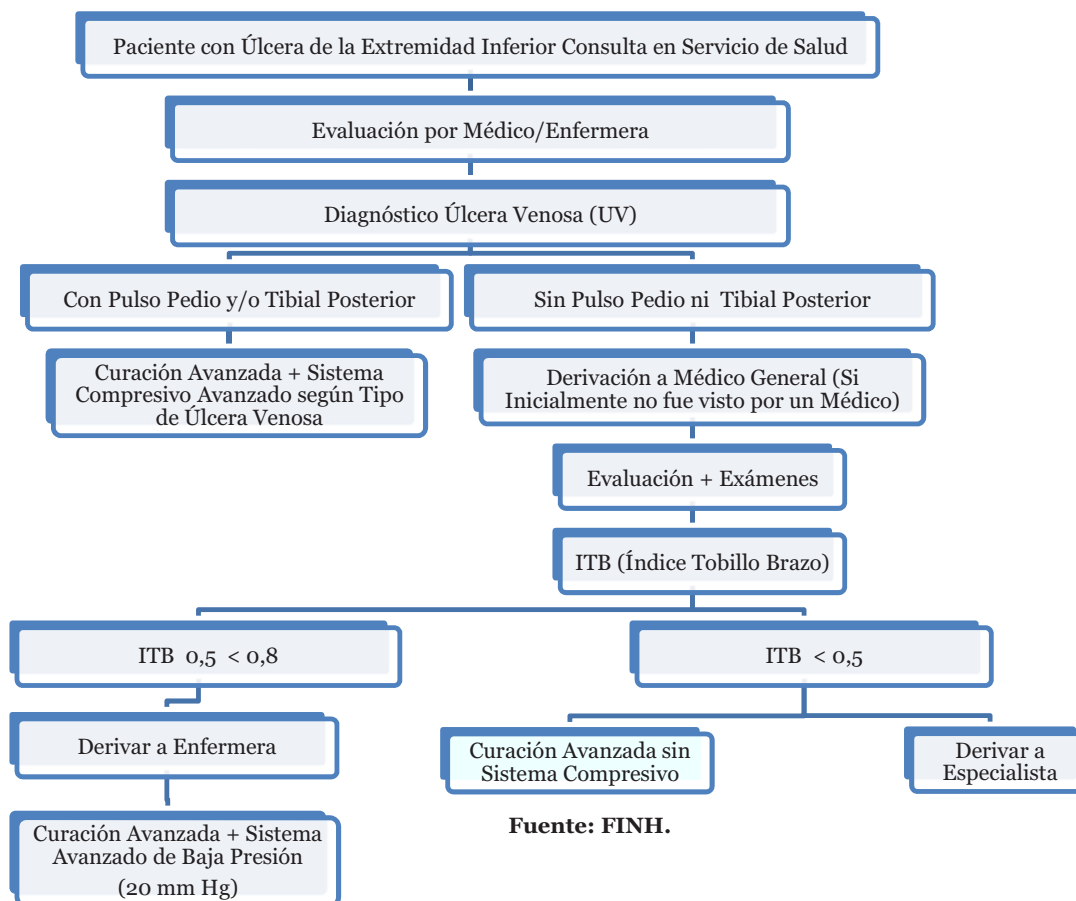 Paciente con Úlcera de la Extremidad Inferior Consulta en Servicio de Salud
Evaluación por Médico/Enfermera
Diagnóstico Úlcera Venosa (UV)
Con Pulso Pedio y/o Tibial Posterior
Sin Pulso Pedio ni Tibial Posterior
Curación Avanzada + Sistema
Compresivo Avanzado según Tipo
de Úlcera Venosa
Derivación a Médico General (Si
Inicialmente no fue visto por un Médico)
Evaluación + Exámenes
ITB (Índice Tobillo Brazo)
ITB 0,5 < 0,8
ITB < 0,5
Derivar a Enfermera
Curación Avanzada sin
Sistema Compresivo
Derivar a
Especialista
Curación Avanzada + Sistema
Avanzado de Baja Presión
(20 mm Hg)
Fuente: FINH.